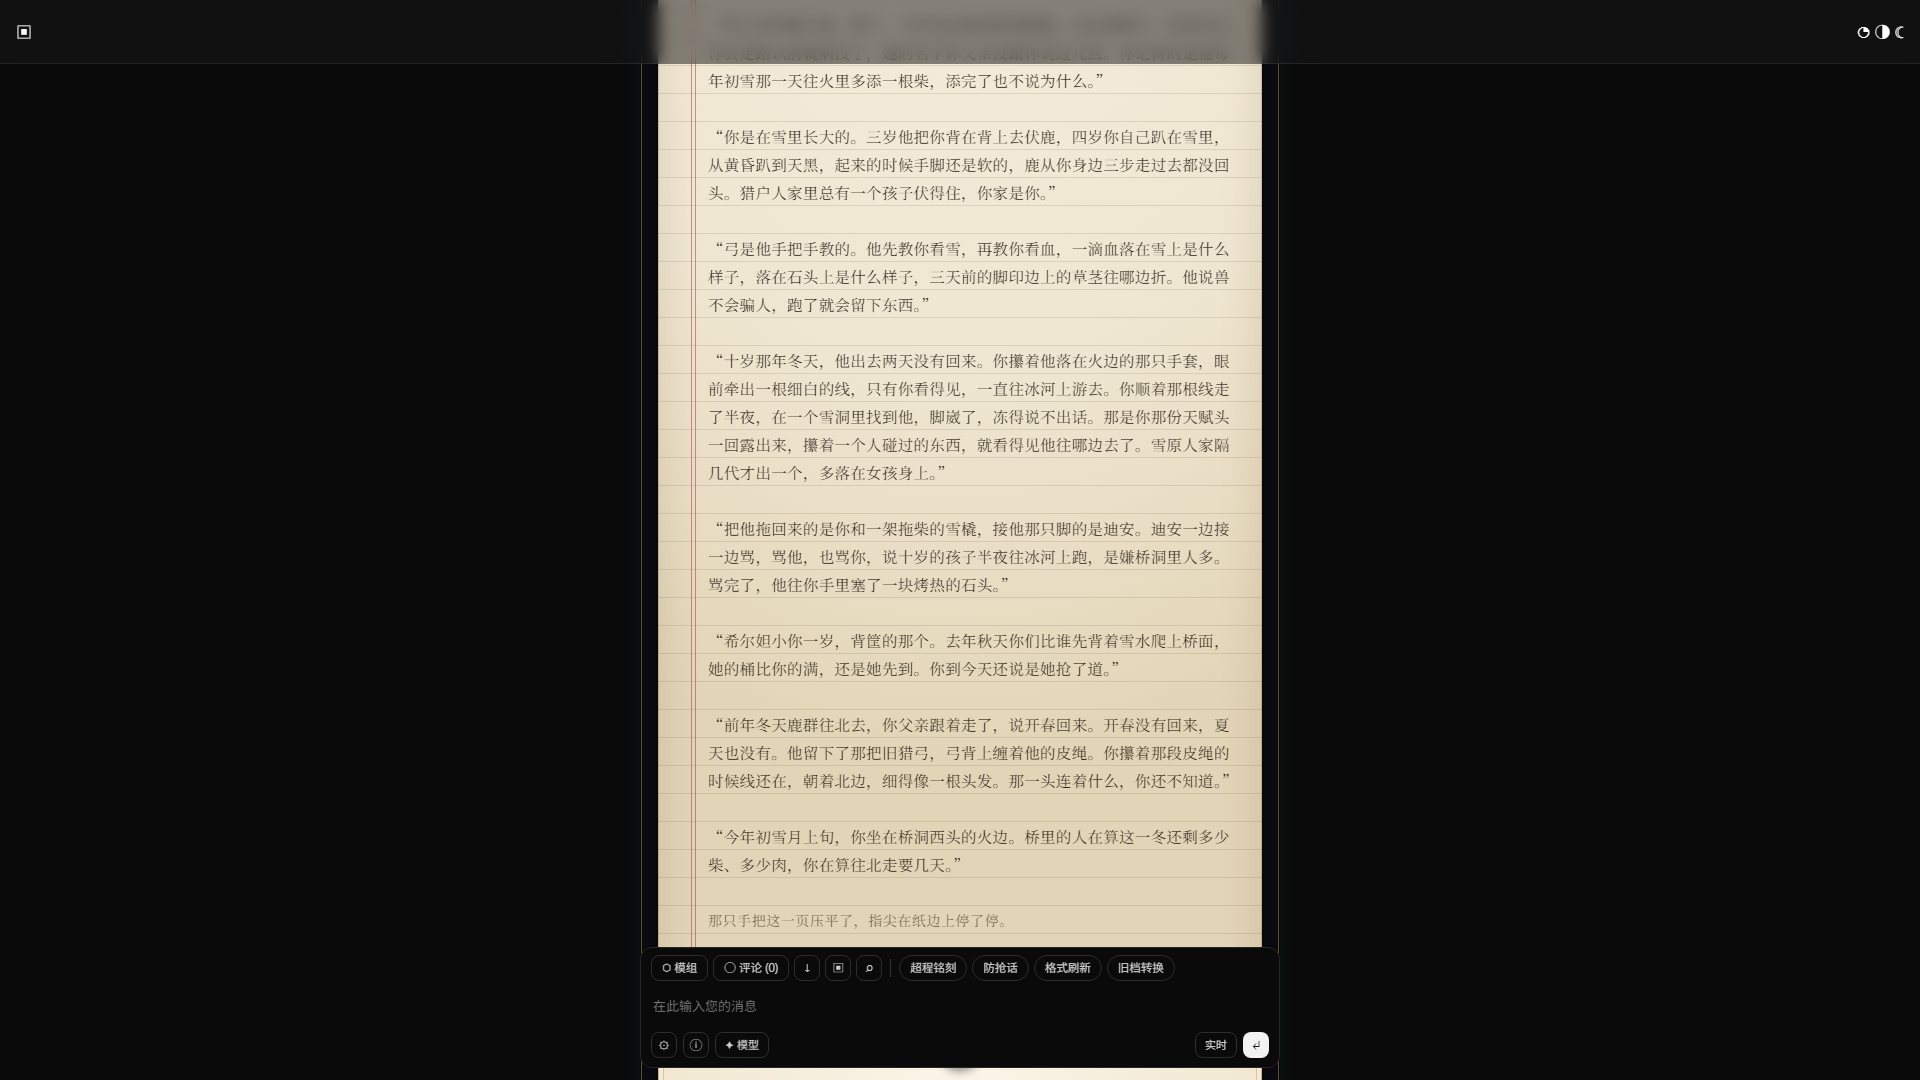 年初雪那一天往火里多添一根柴，添完了也不说为什么。”
“你是在雪里长大的。三岁他把你背在背上去伏鹿，四岁你自己趴在雪里，
从黄昏趴到天黑，起来的时候手脚还是软的，鹿从你身边三步走过去都没回
头。猎户人家里总有一个孩子伏得住，你家是你。”
“弓是他手把手教的。他先教你看雪，再教你看血，一滴血落在雪上是什么
样子，落在石头上是什么样子，三天前的脚印边上的草茎往哪边折。他说兽
不会骗人，跑了就会留下东西。”
“十岁那年冬天，他出去两天没有回来。你攥着他落在火边的那只手套，眼
前牵出一根细白的线，只有你看得见，一直往冰河上游去。你顺着那根线走
了半夜，在一个雪洞里找到他，脚崴了，冻得说不出话。那是你那份天赋头
一回露出来，攥着一个人碰过的东西，就看得见他往哪边去了。雪原人家隔
几代才出一个，多落在女孩身上。”
“把他拖回来的是你和一架拖柴的雪橇，接他那只脚的是迪安。迪安一边接
一边骂，骂他，也骂你，说十岁的孩子半夜往冰河上跑，是嫌桥洞里人多。
骂完了，他往你手里塞了一块烤热的石头。”
“希尔妲小你一岁，背筐的那个。去年秋天你们比谁先背着雪水爬上桥面，
她的桶比你的满，还是她先到。你到今天还说是她抢了道。”
“前年冬天鹿群往北去，你父亲跟着走了，说开春回来。开春没有回来，夏
天也没有。他留下了那把旧猎弓，弓背上缠着他的皮绳。你攥着那段皮绳的
时候线还在，朝着北边，细得像一根头发。那一头连着什么，你还不知道。”
“今年初雪月上旬，你坐在桥洞西头的火边。桥里的人在算这一冬还剩多少
柴、多少肉，你在算往北走要几天。”
那只手把这一页压平了，指尖在纸边上停了停。
模组 评论 (0) 超程铭刻 防抢话 格式刷新 旧档转换
在此输入您的消息
模型 实时